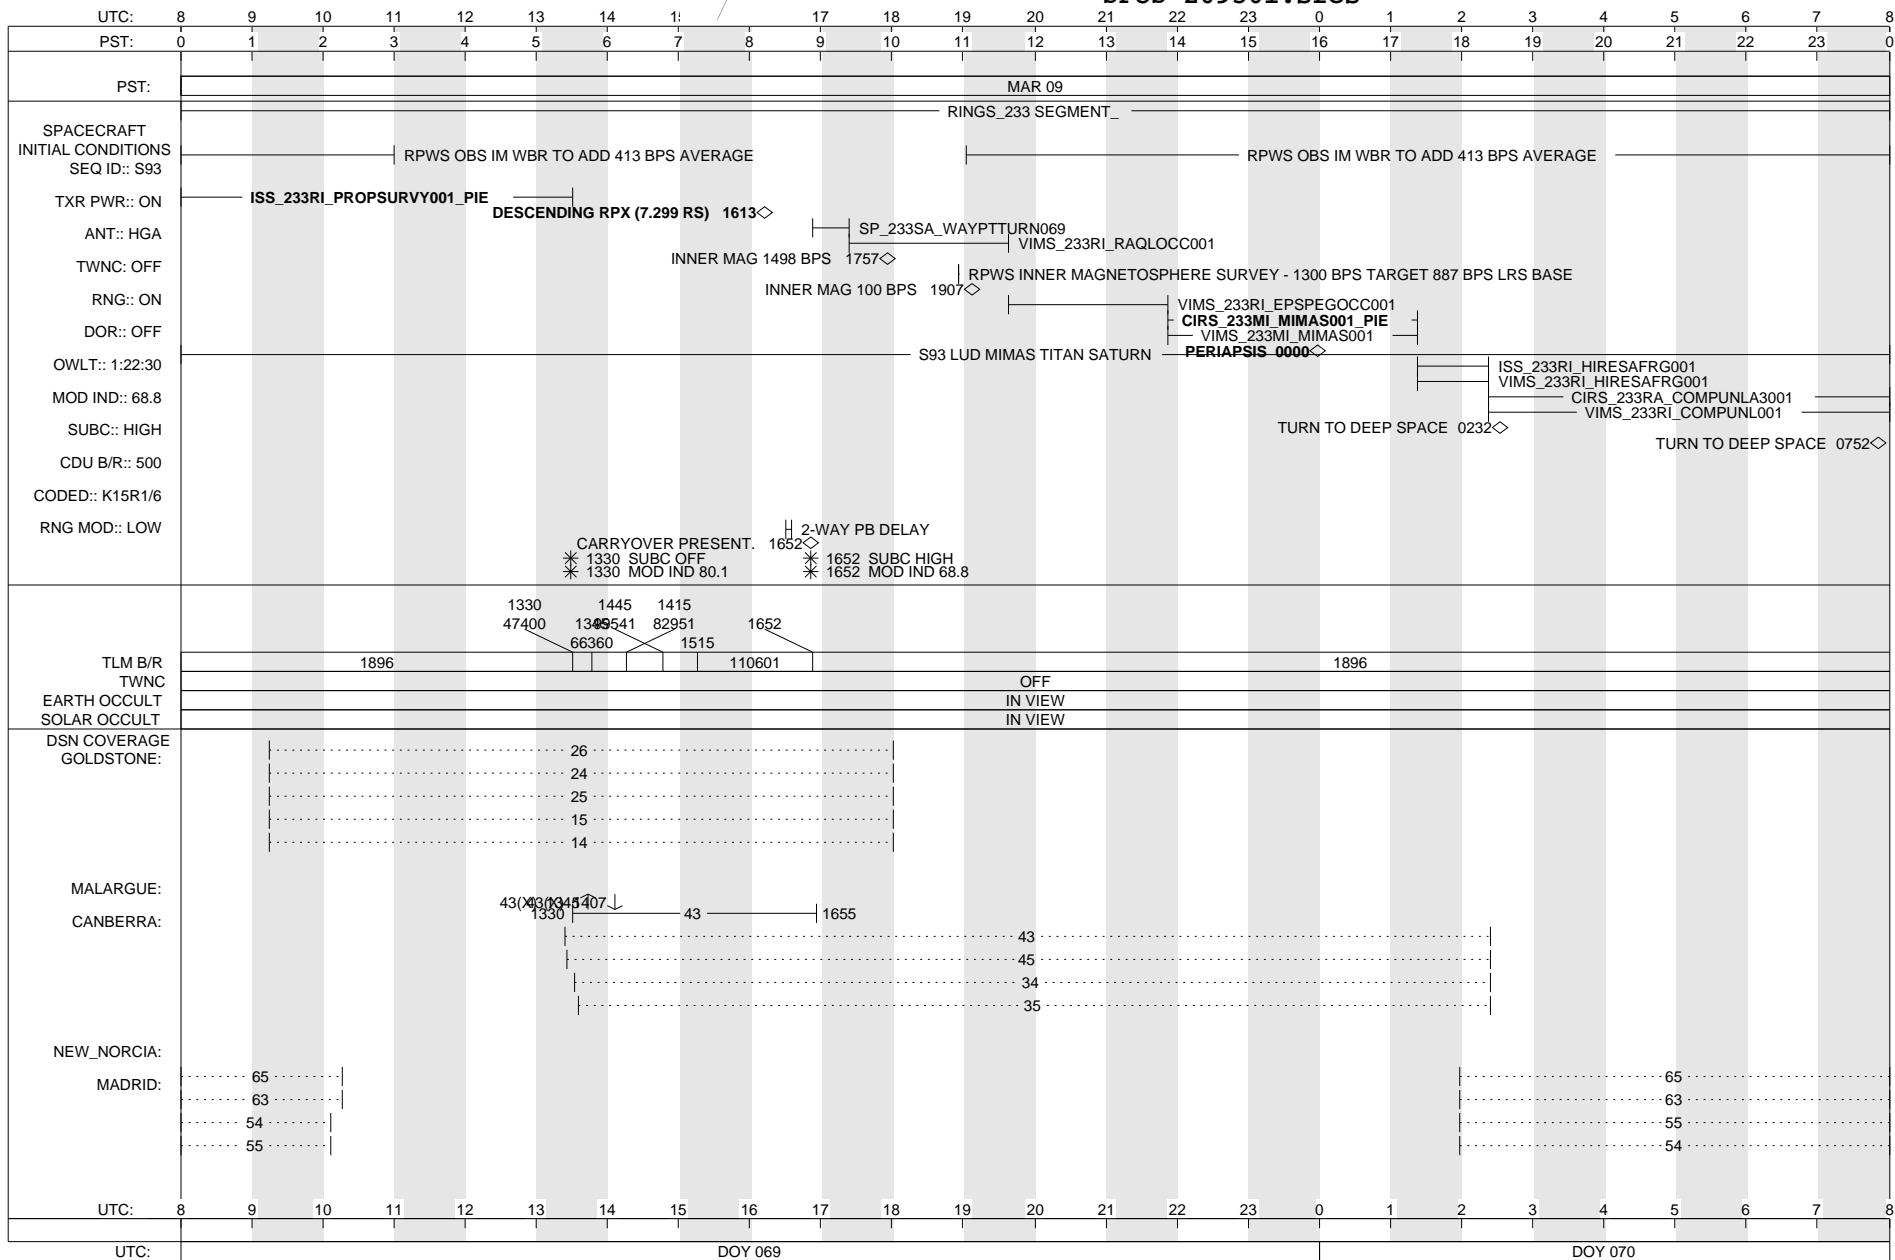 UTC: 8 9 10 11 12 13 14 17 18 19 20 21 22 23 0 1 2 3 4 5 6 7 8
PST: 0 1 2 3 4 5 6 7 8 9 10 11 12 13 14 15 16 17 18 19 20 21 22 23 0
PST: MAR 09
RINGS_233 SEGMENT_
SPACECRAFT
INITIAL CONDITIONS
RPWS OBS IM WBR TO ADD 413 BPS AVERAGE RPWS OBS IM WBR TO ADD 413 BPS AVERAGE
SEQ ID:: S93
TXR PWR:: ON ISS_233RI_PROPSURVY001_PIE
DESCENDING RPX (7.299 RS) 1613
SP_233SA_WAYPTTURN069
ANT:: HGA
VIMS_233RI_RAQLOCC001
INNER MAG 1498 BPS 1757
TWNC: OFF
RPWS INNER MAGNETOSPHERE SURVEY - 1300 BPS TARGET 887 BPS LRS BASE
INNER MAG 100 BPS 1907
RNG:: ON
VIMS_233RI_EPSPEGOCC001
CIRS_233MI_MIMAS001_PIE
DOR:: OFF
VIMS_233MI_MIMAS001
S93 LUD MIMAS TITAN SATURN PERIAPSIS 0000
OWLT:: 1:22:30
ISS_233RI_HIRESAFRG001
VIMS_233RI_HIRESAFRG001
MOD IND:: 68.8 CIRS_233RA_COMPUNLA3001
VIMS_233RI_COMPUNL001
SUBC:: HIGH TURN TO DEEP SPACE 0232
TURN TO DEEP SPACE 0752
CDU B/R:: 500
CODED:: K15R1/6
RNG MOD:: LOW 2-WAY PB DELAY
CARRYOVER PRESENT. 1652
1330 SUBC OFF 1652 SUBC HIGH
1330 MOD IND 80.1 1652 MOD IND 68.8
1330 1445 1415
47400 82951 1652
66360 1515
TLM B/R 1896 110601 1896
TWNC OFF
EARTH OCCULT IN VIEW
SOLAR OCCULT IN VIEW
DSN COVERAGE
GOLDSTONE: 26
24
25
15
14
MALARGUE:
1330 43 1655
CANBERRA:
43
45
34
35
NEW_NORCIA:
MADRID: 65 65
63 63
54 55
55 54
UTC: 8 9 10 11 12 13 14 15 16 17 18 19 20 21 22 23 0 1 2 3 4 5 6 7 8
UTC: DOY 069 DOY 070